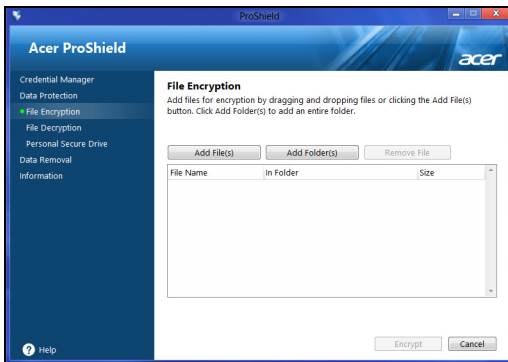 ProShield
Acer ProShield
acer
Credential Manager
Data Protection
File Encryption
File Decryption
Personal Secure Drive
Data Removal
Information
Help
File Encryption
Add files for encryption by dragging and dropping files or clicking the Add File(s)
button. Click Add Folder(s) to add an entire folder.
Add File(s) Add Folder(s) Remove File
File Name In Folder Size
Encrypt Cancel